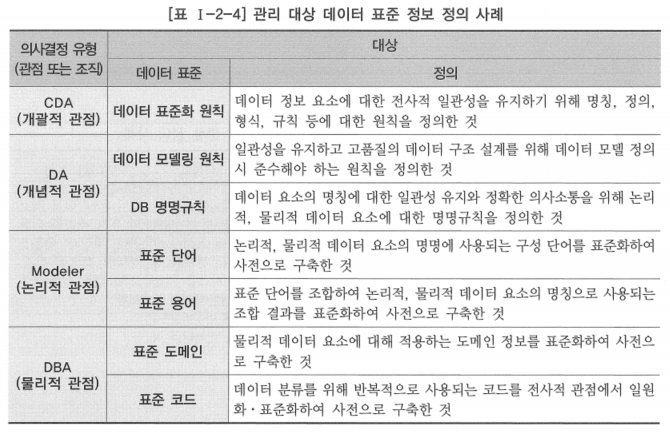 [표 Ⅰ-2-4] 관리 대상 데이터 표준 정보 정의 사례
의사결정 유형
(관점 또는 조직)
대상
데이터 표준
정의
CDA
(개괄적 관점)
데이터 표준화 원칙
데이터 정보 요소에 대한 전사적 일관성을 유지하기 위해 명칭, 정의,
형식, 규칙 등에 대한 원칙을 정의한 것
DA
(개념적 관점)
데이터 모델링 원칙
일관성을 유지하고 고품질의 데이터 구조 설계를 위해 데이터 모델 정의
시 준수해야 하는 원칙을 정의한 것
DB 명명규칙
데이터 요소의 명칭에 대한 일관성 유지와 정확한 의사소통을 위해 논리
적, 물리적 데이터 요소에 대한 명명규칙을 정의한 것
Modeler
(논리적 관점)
표준 단어
논리적, 물리적 데이터 요소의 명명에 사용되는 구성 단어를 표준화하여
사전으로 구축한 것
표준 용어
표준 단어를 조합하여 논리적, 물리적 데이터 요소의 명칭으로 사용되는
조합 결과를 표준화하여 사전으로 구축한 것
DBA
(물리적 관점)
표준 도메인
물리적 데이터 요소에 대해 적용하는 도메인 정보를 표준화하여 사전으
로 구축한 것
표준 코드
데이터 분류를 위해 반복적으로 사용되는 코드를 전사적 관점에서 일원
화·표준화하여 사전으로 구축한 것